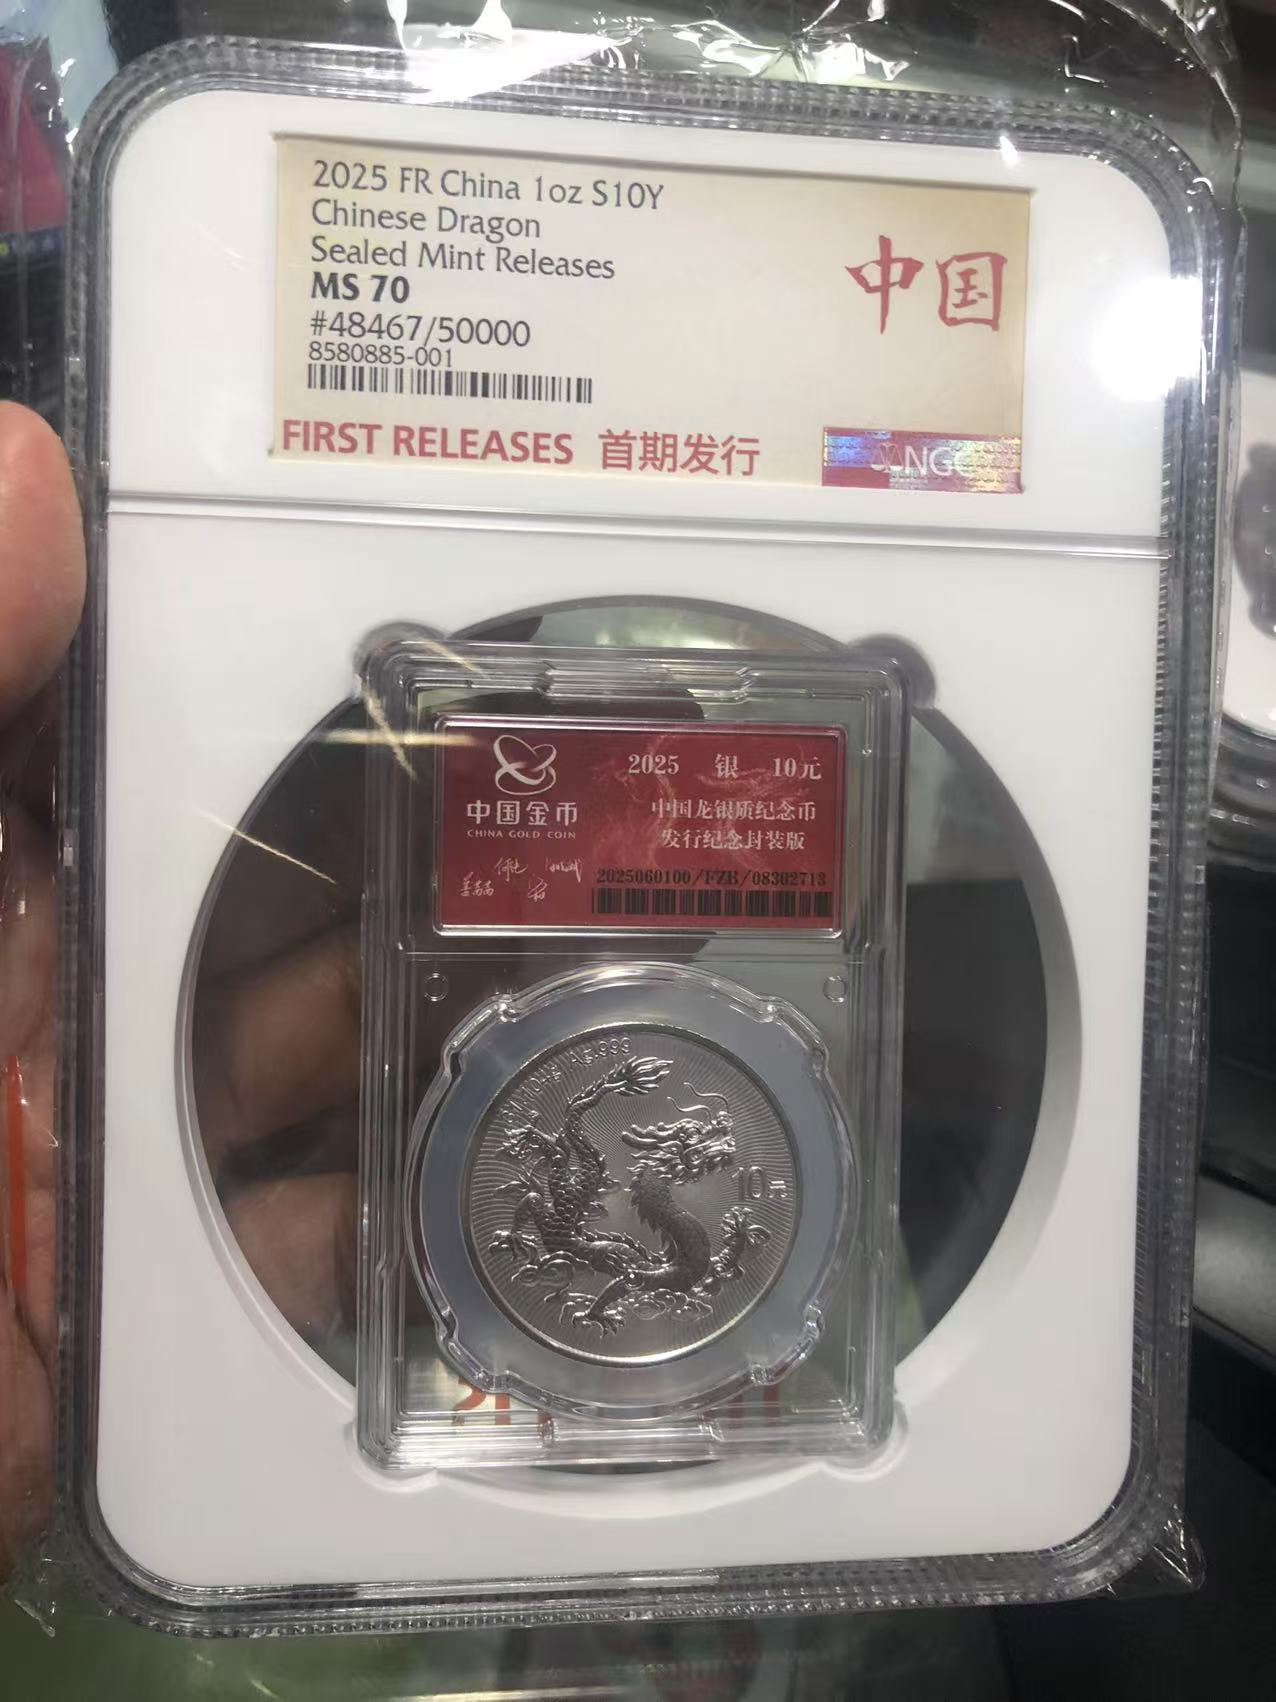 2025 FR China 1oz S10Y
Chinese Dragon
Sealed Mint Releases
MS 70
#48467/50000
8580885-001
中国
FIRST RELEASES 首期发行
NGC
中国金币
CHINA GOLD COIN
2025 银 10元
中国龙银质纪念币
发行纪念封装版
2025060100/FZB/08302713
Ag.999
10元